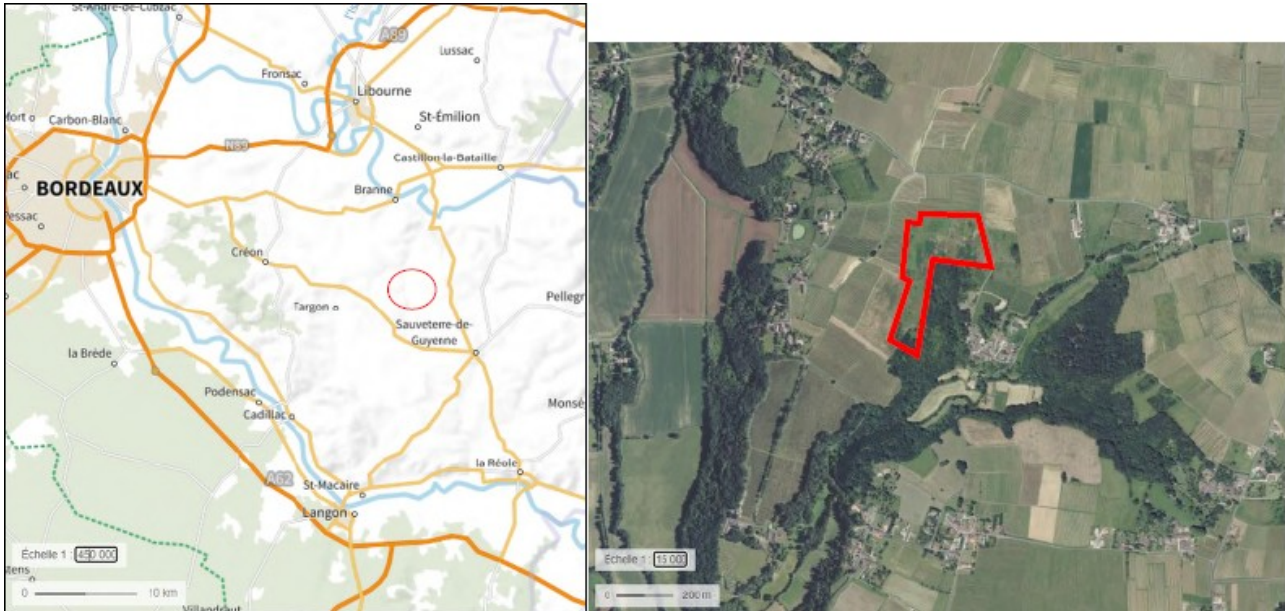 St-André-de-Cubzac
A89
Lussac
Fronsac
Libourne
Carbon-Blanc
St-Émilion
N89
Castillon-la-Bataille
BORDEAUX
Branne
essac
Créon
Targon
Pellegr
Sauveterre-de-
Guyenne
la Brède
Podensac
Cadillac
Monsé
la Réole
A62
St-Macaire
Langon
Échelle 1 : 450 000
0 10 km
Villandraut
Echelle 1 : 15 000
0 200 m